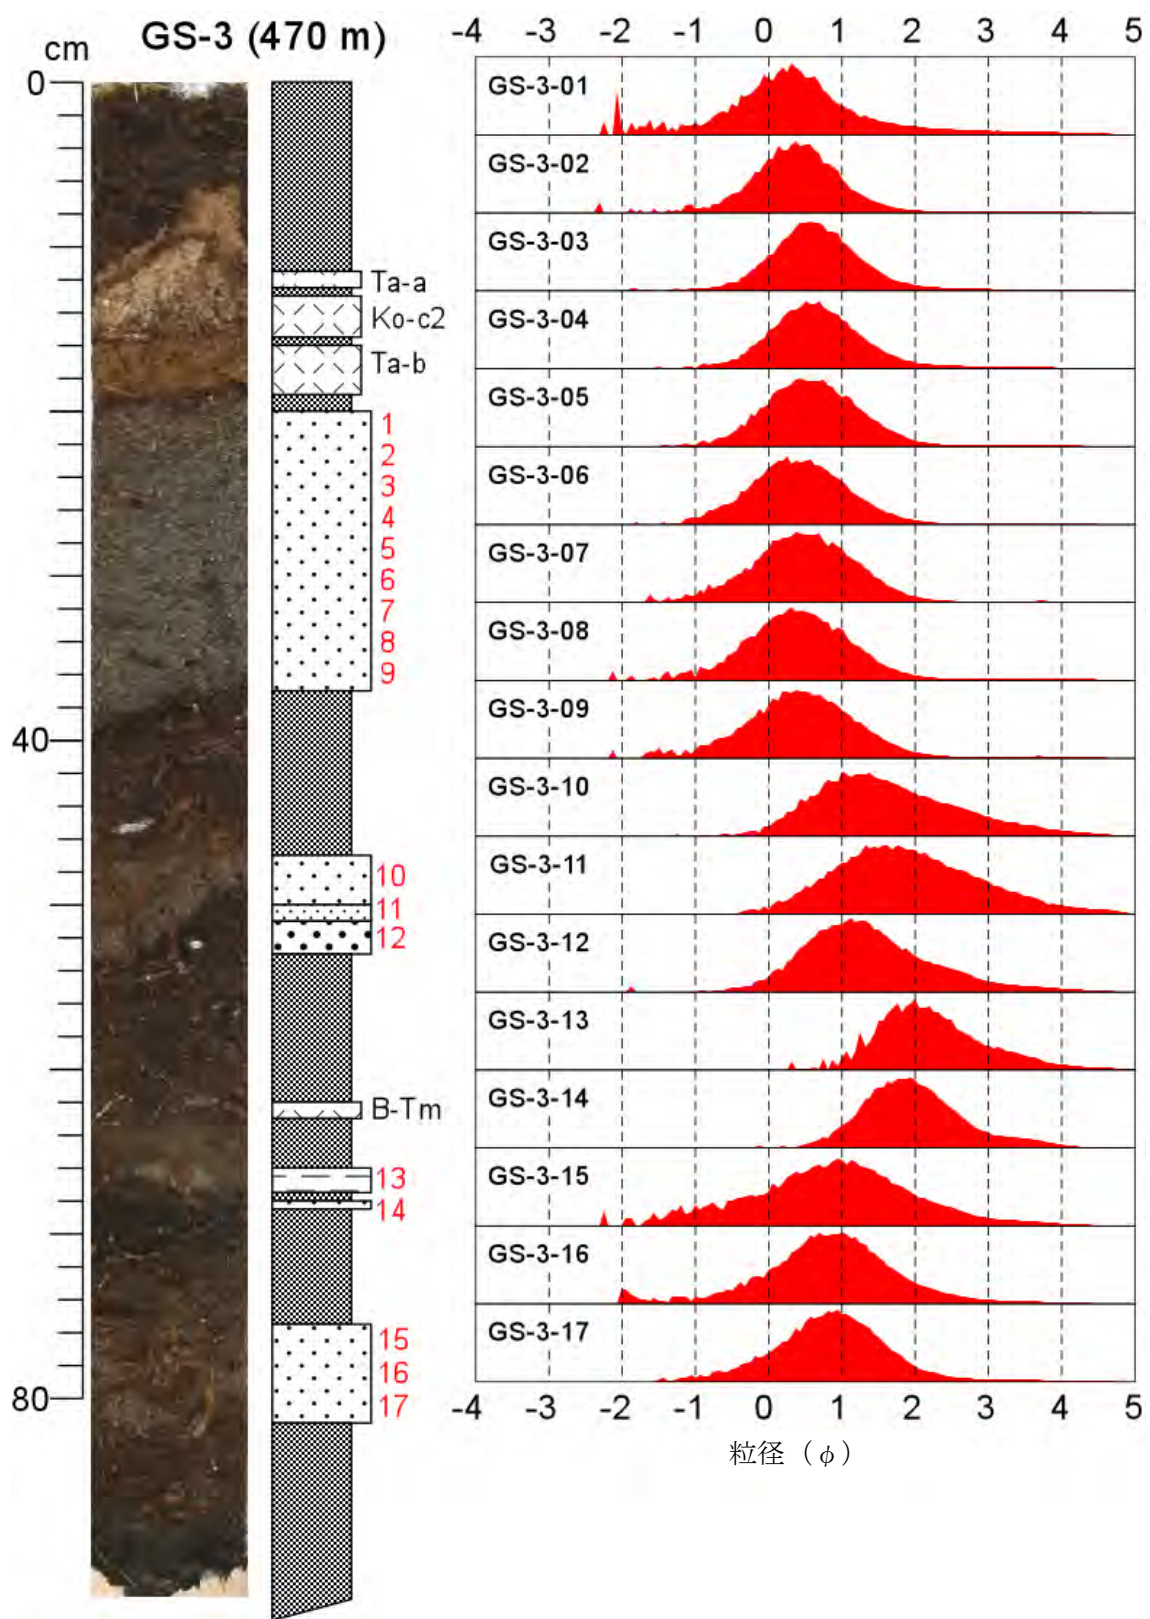 GS-3 (470 m)
cm
0
40
80
Ta-a
Ko-c2
Ta-b
1
2
3
4
5
6
7
8
9
10
11
12
B-Tm
13
14
15
16
17
-4 -3 -2 -1 0 1 2 3 4 5
GS-3-01
GS-3-02
GS-3-03
GS-3-04
GS-3-05
GS-3-06
GS-3-07
GS-3-08
GS-3-09
GS-3-10
GS-3-11
GS-3-12
GS-3-13
GS-3-14
GS-3-15
GS-3-16
GS-3-17
-4 -3 -2 -1 0 1 2 3 4 5
粒径（φ）